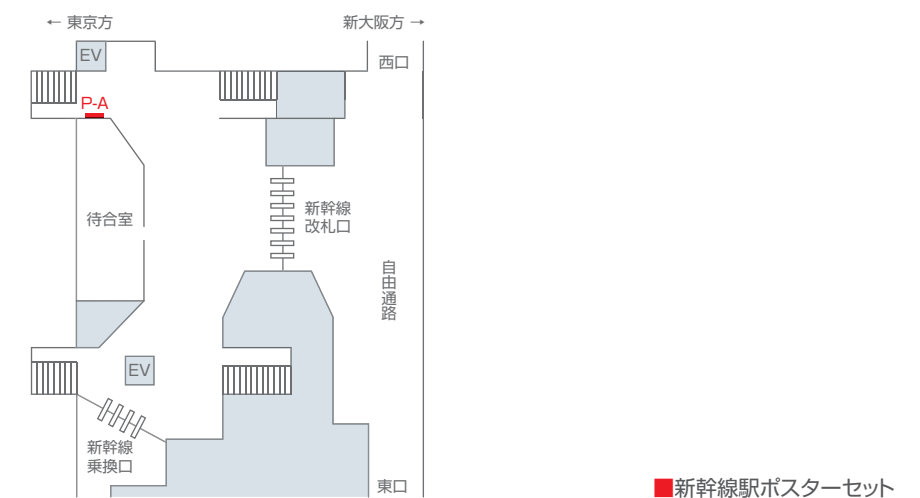 ← 東京方
新大阪方 →
EV
西口
P-A
待合室
新幹線
改札口
自由通路
EV
新幹線
乗換口
東口
■新幹線駅ポスターセット